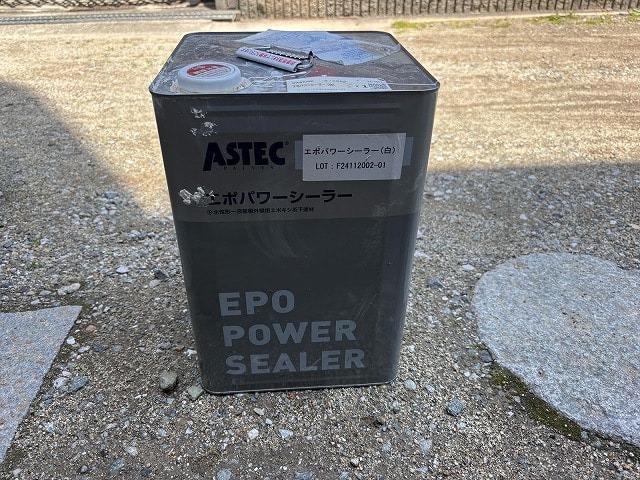 ASTEC
PAINTS
エポパワーシーラー(白)
LOT : F24112002-01
エポパワーシーラー
EPO
POWER
SEALER